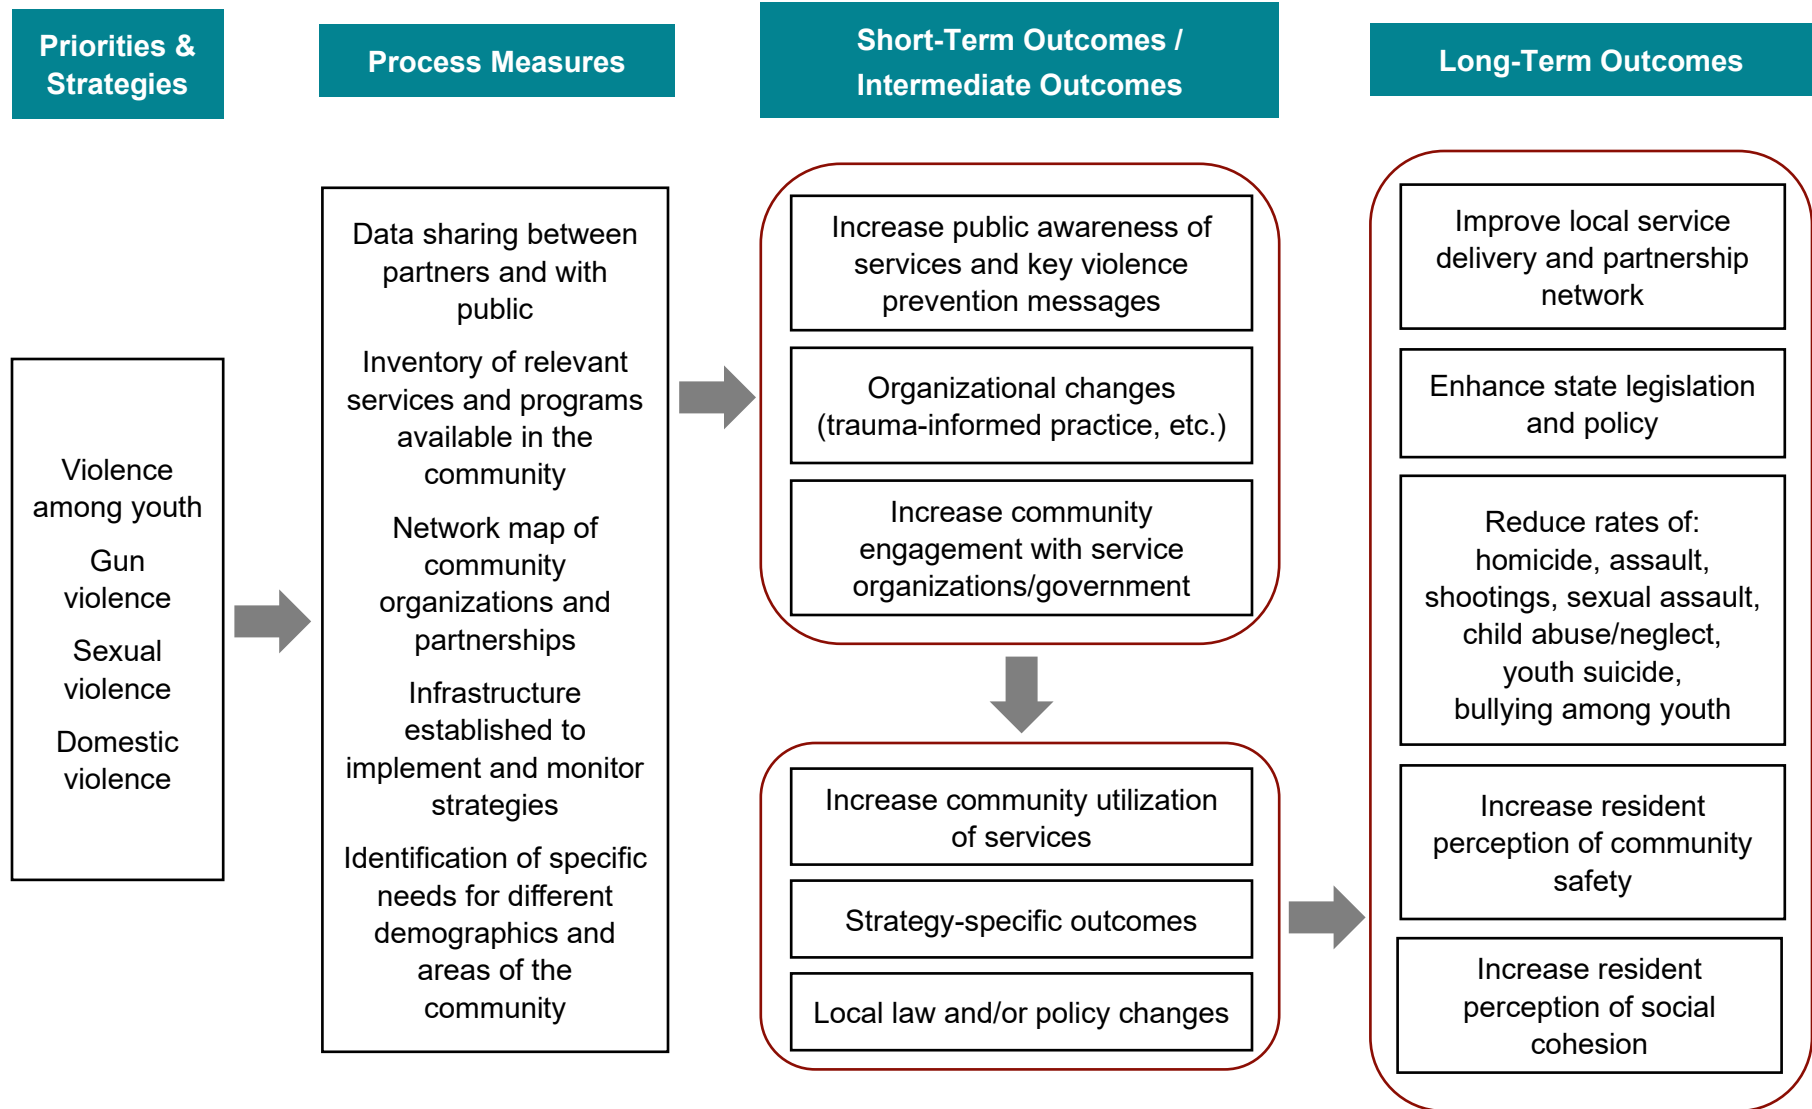 Priorities &
Strategies
Process Measures
Short-Term Outcomes /
Intermediate Outcomes
Long-Term Outcomes
Violence
among youth
Gun
violence
Sexual
violence
Domestic
violence
Data sharing between
partners and with
public
Inventory of relevant
services and programs
available in the
community
Network map of
community
organizations and
partnerships
Infrastructure
established to
implement and monitor
strategies
Identification of specific
needs for different
demographics and
areas of the
community
Increase public awareness of
services and key violence
prevention messages
Organizational changes
(trauma-informed practice, etc.)
Increase community
engagement with service
organizations/government
Increase community utilization
of services
Strategy-specific outcomes
Local law and/or policy changes
Improve local service
delivery and partnership
network
Enhance state legislation
and policy
Reduce rates of:
homicide, assault,
shootings, sexual assault,
child abuse/neglect,
youth suicide,
bullying among youth
Increase resident
perception of community
safety
Increase resident
perception of social
cohesion